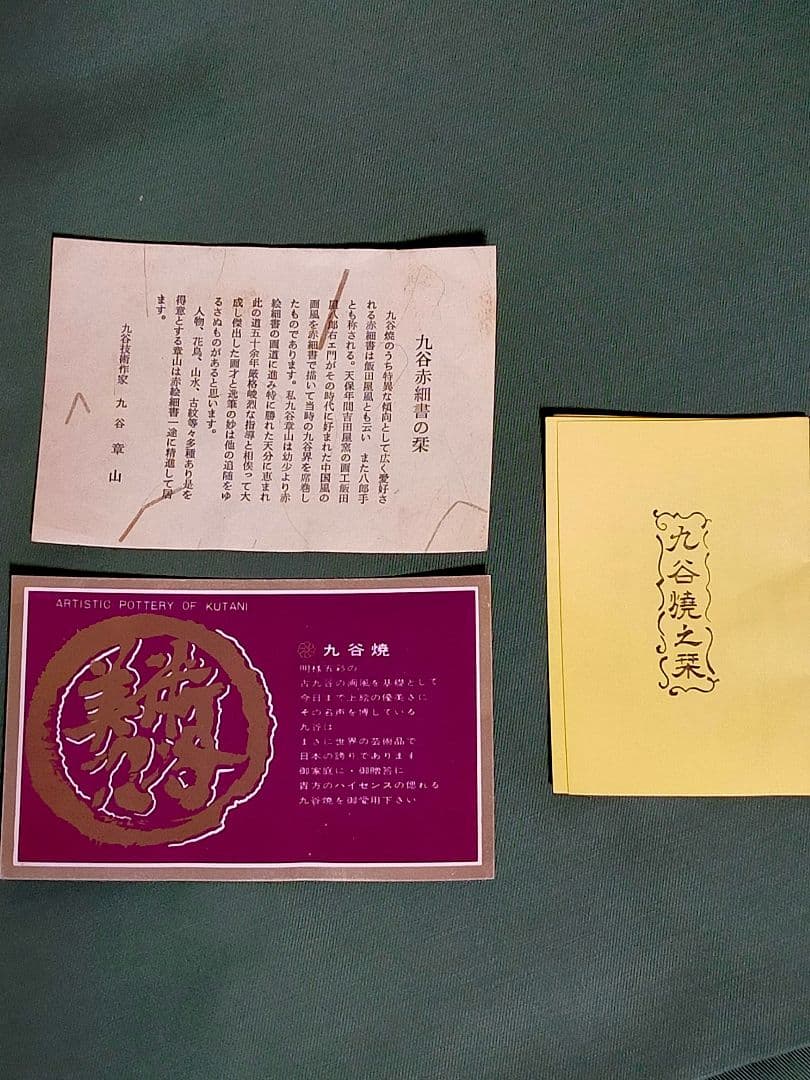 九谷赤細書の栞
九谷焼のうち特異な傾向として広く愛好さ
れる赤細書は飯田屋風とも云い また八郎手
とも称される。天保年間吉田屋窯の画工飯田
屋八郎右ェ門がその時代に好まれた中国風の
画風を赤細書で描いて当時の九谷界を席巻し
たものであります。私九谷章山は幼少より赤
絵細書の画道に進み特に勝れた天分に恵まれ
此の道五十余年厳格峻烈な指導と相俟って大
成し傑出した画才と逸筆の妙は他の追随をゆ
るさぬものがあると思います。
人物、花鳥、山水、古紋等々多種あり是を
得意とする章山は赤絵細書一途に精進して居
ます。
九谷技術作家 九谷章山
ARTISTIC POTTERY OF KUTANI
九谷焼
明様五彩の
古九谷の画風を基礎として
今日まで上絵の優美さに
その名声を博している
九谷は
まさに世界の芸術品で
日本の誇りであります
御家庭に・御贈答に
貴方のハイセンスの偲れる
九谷焼を御愛用下さい
九谷燒之栞